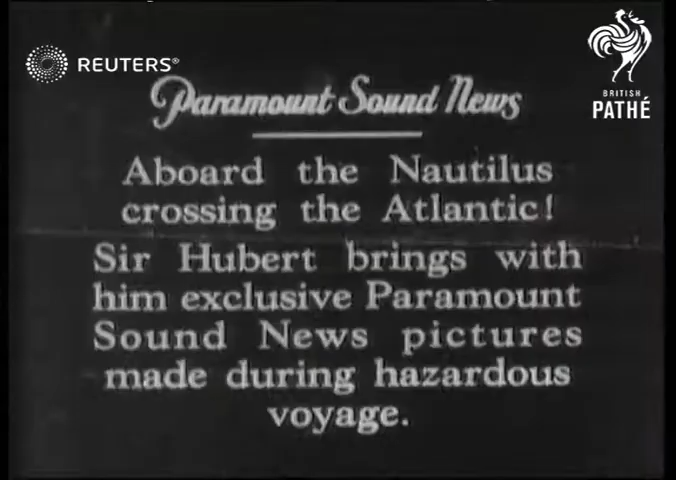 REUTERS®
BRITISH
PATHÉ
Paramount Sound News
Aboard the Nautilus
crossing the Atlantic!
Sir Hubert brings with
him exclusive Paramount
Sound News pictures
made during hazardous
voyage.